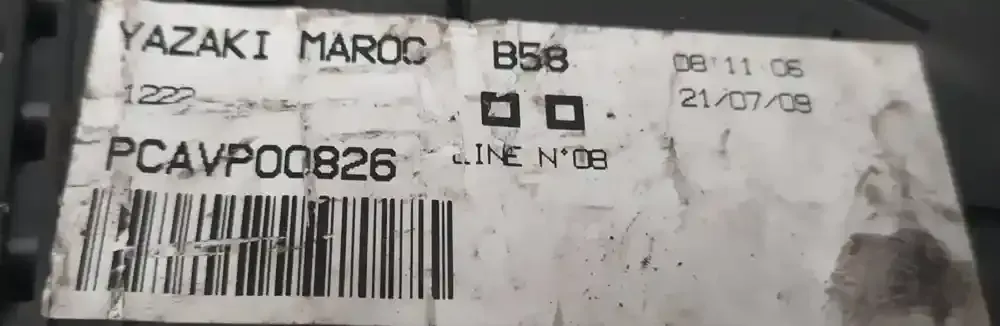 YAZAKI MAROC B58 08:11:06
1222 21/07/09
PCAVP00826 LINE N°08